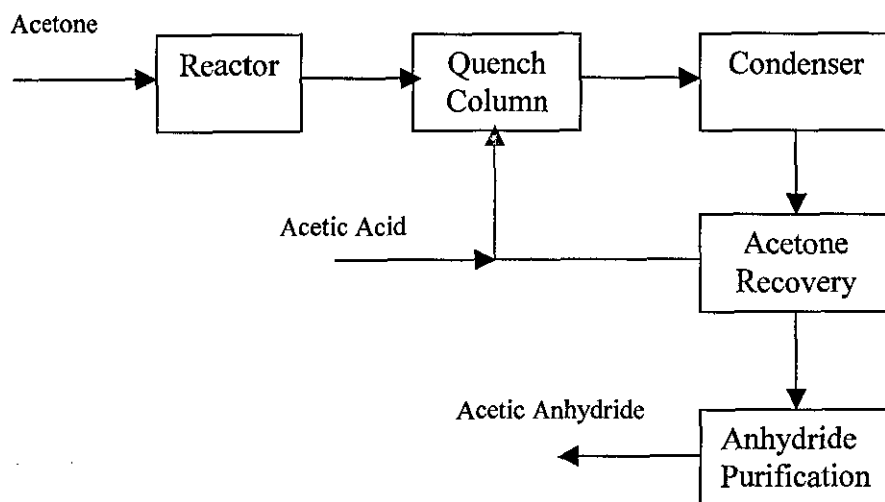 Acetone
Reactor
Quench
Column
Condenser
Acetic Acid
Acetone
Recovery
Acetic Anhydride
Anhydride
Purification